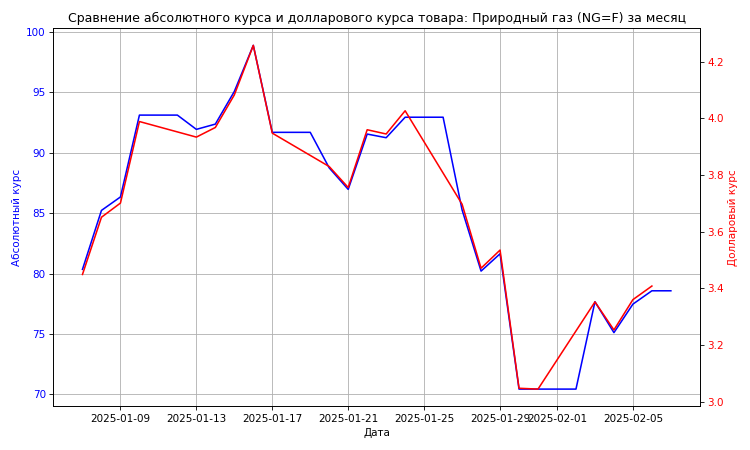 Сравнение абсолютного курса и долларового курса товара: Природный газ (NG=F) за месяц
100
95
90
85
80
75
70
Абсолютный курс
4.2
4.0
3.8
3.6
3.4
3.2
3.0
Долларовый курс
2025-01-09 2025-01-13 2025-01-17 2025-01-21 2025-01-25 2025-01-29 2025-02-01 2025-02-05
Дата